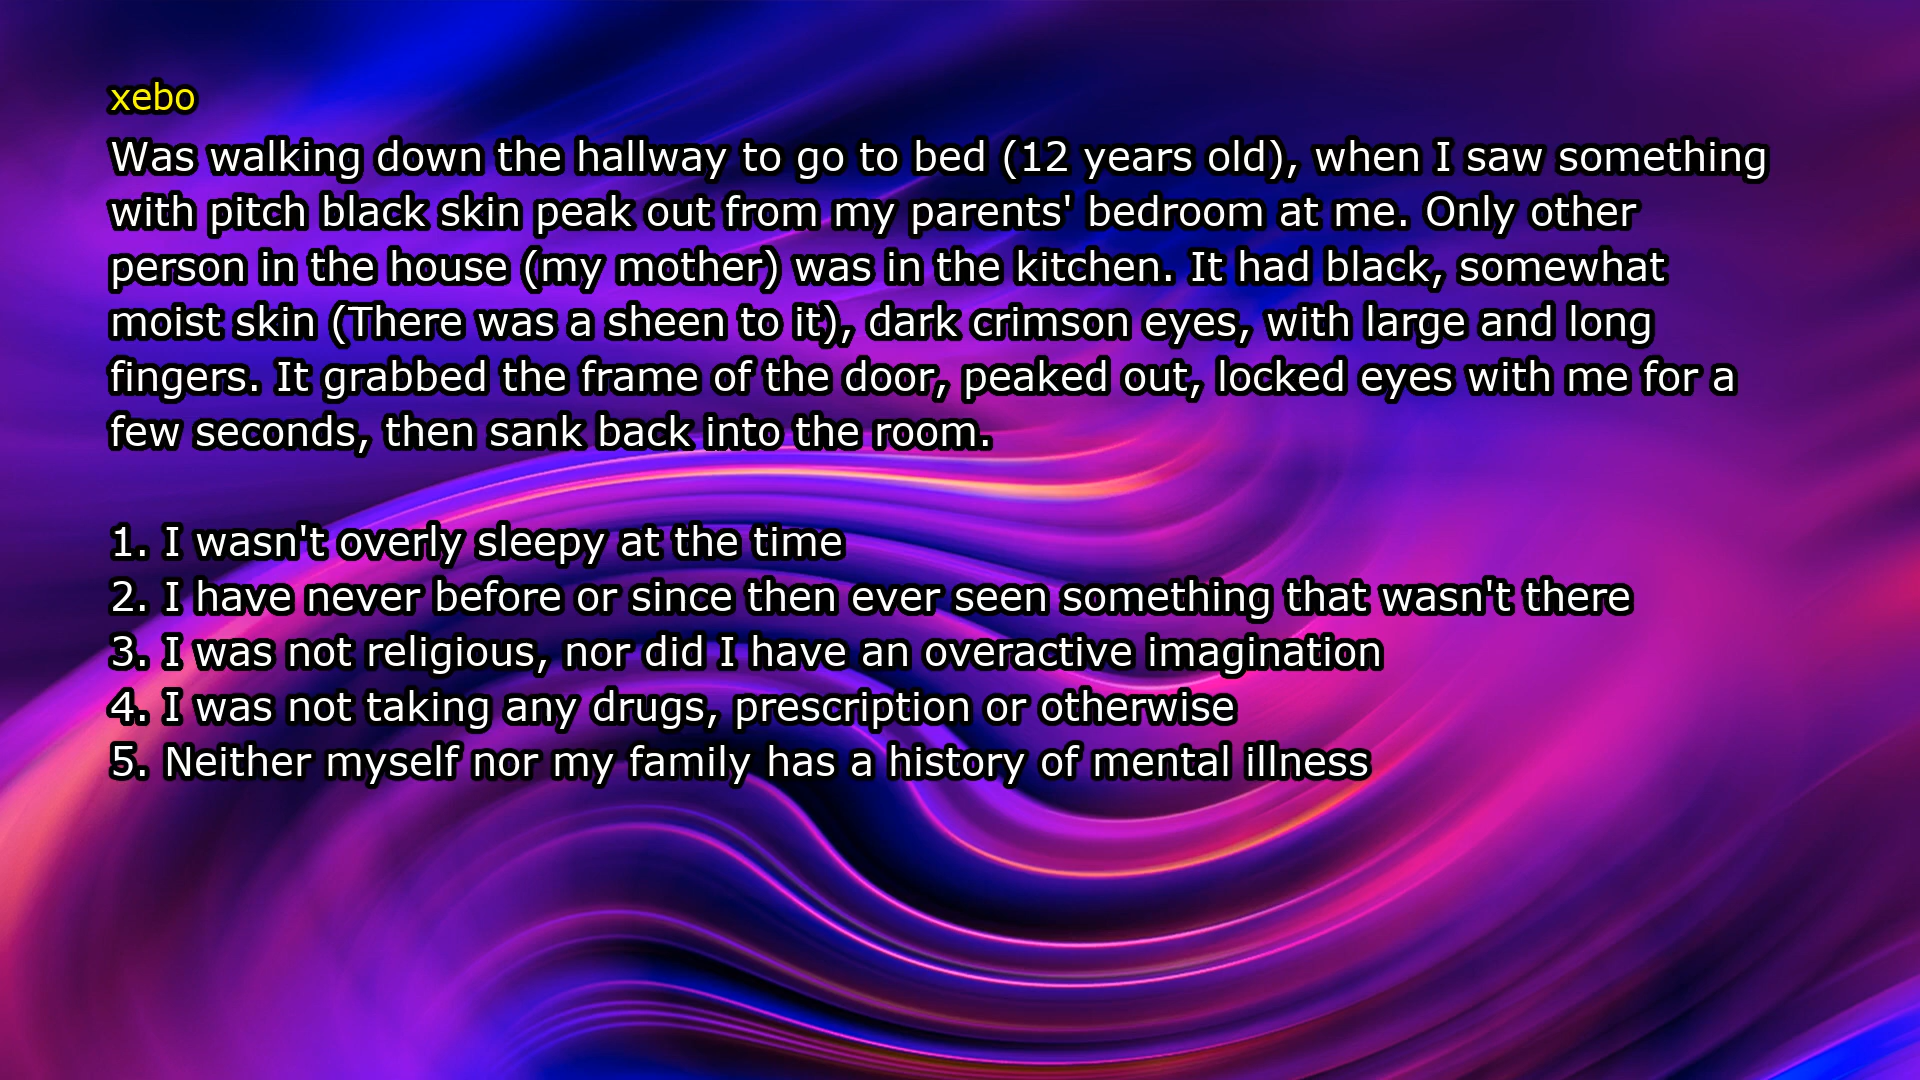 xebo
Was walking down the hallway to go to bed (12 years old), when I saw something
with pitch black skin peak out from my parents' bedroom at me. Only other
person in the house (my mother) was in the kitchen. It had black, somewhat
moist skin (There was a sheen to it), dark crimson eyes, with large and long
fingers. It grabbed the frame of the door, peaked out, locked eyes with me for a
few seconds, then sank back into the room.
1. I wasn't overly sleepy at the time
2. I have never before or since then ever seen something that wasn't there
3. I was not religious, nor did I have an overactive imagination
4. I was not taking any drugs, prescription or otherwise
5. Neither myself nor my family has a history of mental illness